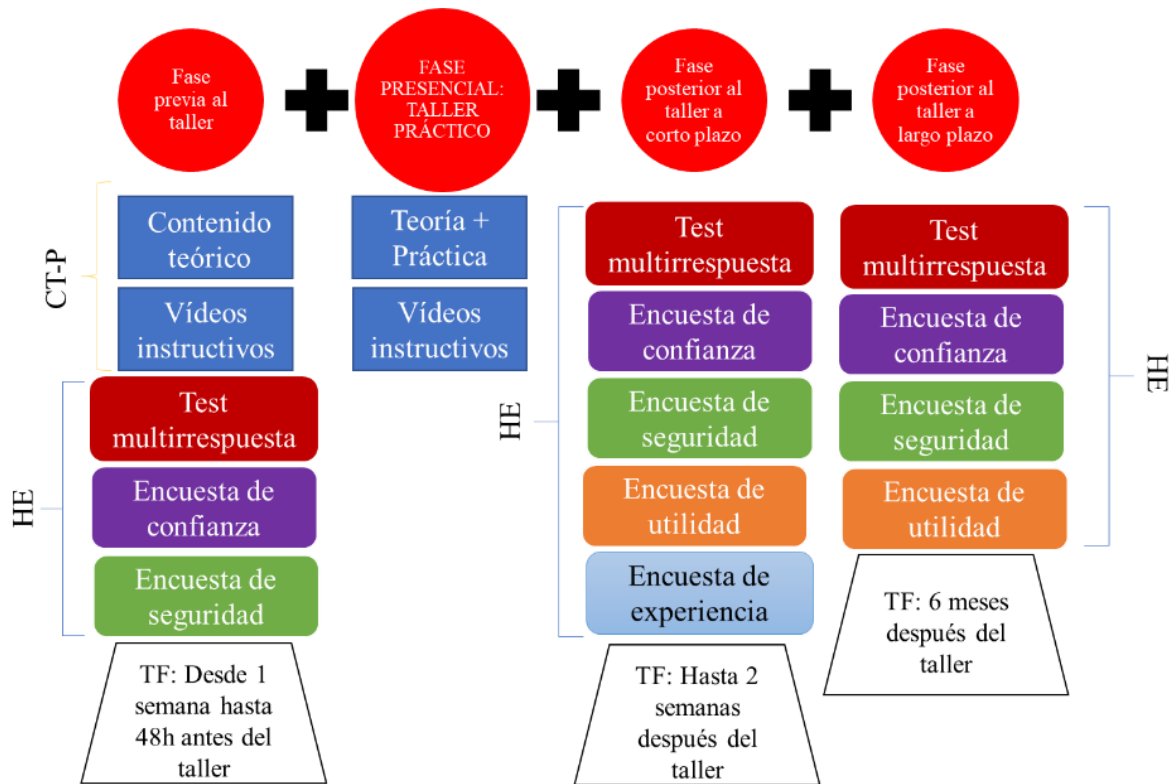 Fase
previa al
taller
FASE
PRESENCIAL:
TALLER
PRÁCTICO
Fase
posterior al
taller a
corto plazo
Fase
posterior al
taller a
largo plazo
CT-P
Contenido
teórico
Vídeos
instructivos
HE
Test
multirrespuesta
Encuesta de
confianza
Encuesta de
seguridad
TF: Desde 1
semana hasta
48h antes del
taller
Teoría +
Práctica
Vídeos
instructivos
HE
Test
multirrespuesta
Encuesta de
confianza
Encuesta de
seguridad
Encuesta de
utilidad
Encuesta de
experiencia
TF: Hasta 2
semanas
después del
taller
Test
multirrespuesta
Encuesta de
confianza
Encuesta de
seguridad
Encuesta de
utilidad
HE
TF: 6 meses
después del
taller